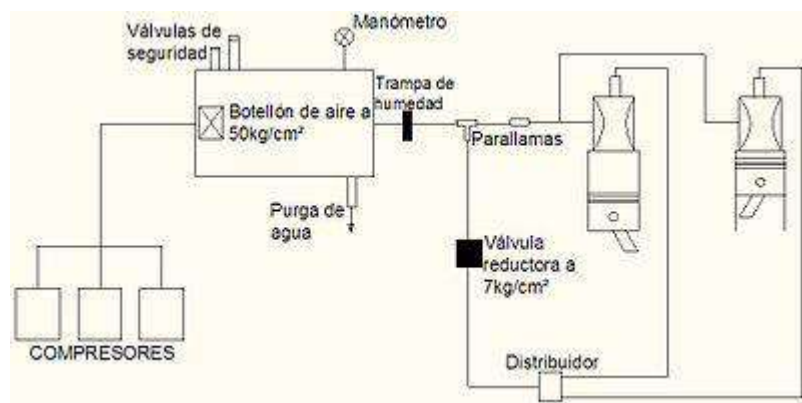 Válvulas de
seguridad
Manómetro
Trampa de
humedad
Botellón de aire a
50kg/cm²
Parallamas
Purga de
agua
Válvula
reductora a
7kg/cm²
COMPRESORES
Distribuidor